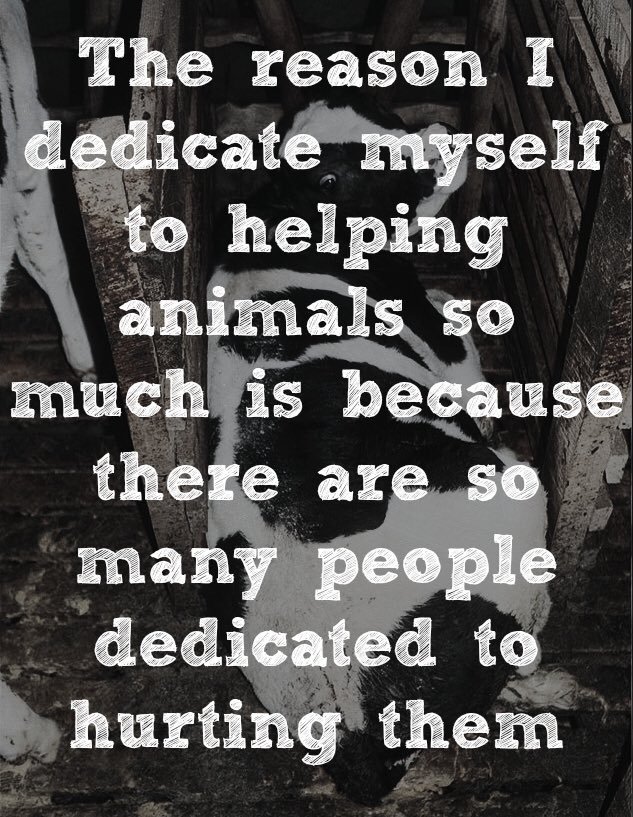 The reason I
dedicate myself
to helping
animals so
much is because
there are so
many people
dedicated to
hurting them